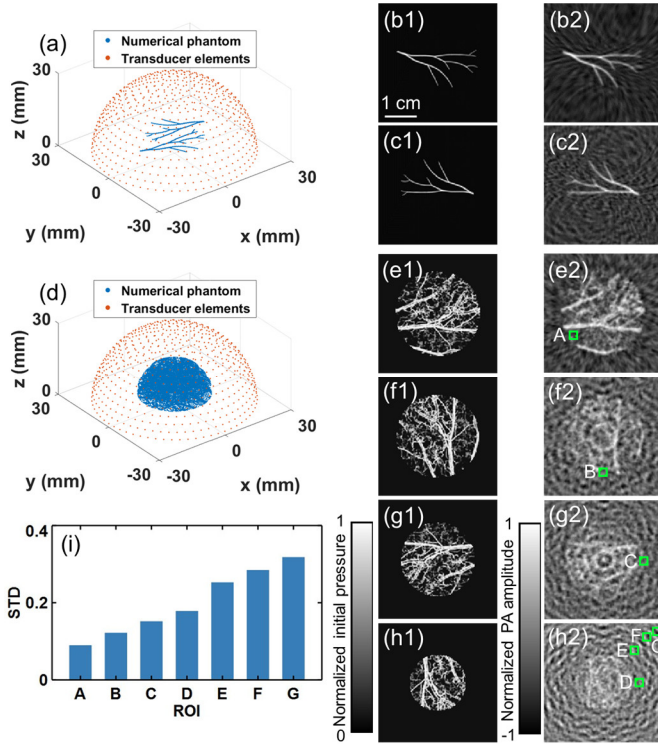 (a)
Numerical phantom
Transducer elements
30
0
30
0
-30
-30
0
30
z (mm)
y (mm)
x (mm)
(b1)
1 cm
(b2)
(c1)
(c2)
(d)
Numerical phantom
Transducer elements
30
0
30
0
-30
-30
0
30
z (mm)
y (mm)
x (mm)
(e1)
(e2)
A
(f1)
(f2)
B
(g1)
(g2)
C
(h1)
(h2)
F
E
D
(i)
0.4
0.2
0
STD
A B C D E F G
ROI
1
0
Normalized initial pressure
1
-1
Normalized PA amplitude